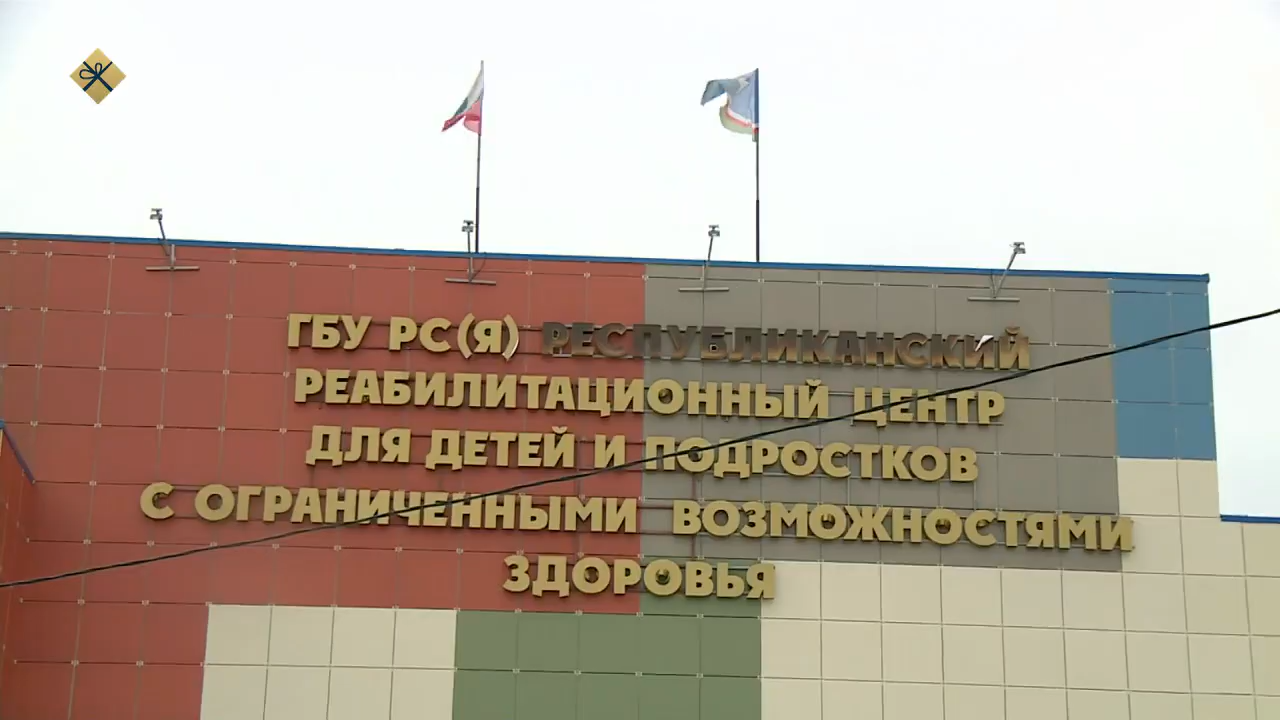 ГБУ РС(Я) РЕСПУБЛИКАНСКИЙ
РЕАБИЛИТАЦИОННЫЙ ЦЕНТР
ДЛЯ ДЕТЕЙ И ПОДРОСТКОВ
С ОГРАНИЧЕННЫМИ ВОЗМОЖНОСТЯМИ
ЗДОРОВЬЯ